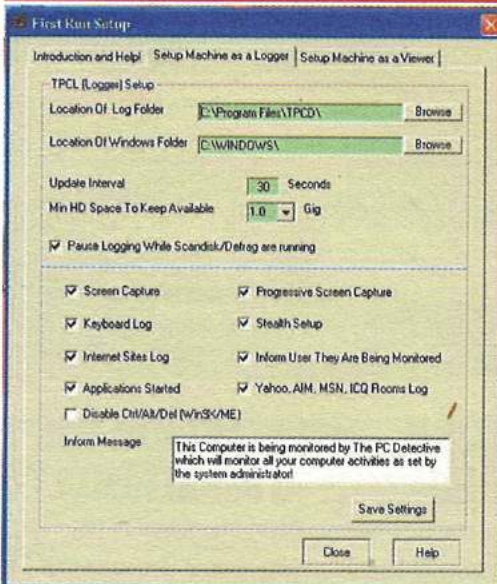 First Run Setup
Introduction and Help! Setup Machine as a Logger Setup Machine as a Viewer
TPCL (Logger) Setup
Location Of Log Folder C:\Program Files\TPCD\ Browse
Location Of Windows Folder C:\WINDOWS\ Browse
Update Interval 30 Seconds
Min HD Space To Keep Available 1.0 Gig
Pause Logging While Scandisk/Defrag are running
Screen Capture Progressive Screen Capture
Keyboard Log Stealth Setup
Internet Sites Log Inform User They Are Being Monitored
Applications Started Yahoo, AIM, MSN, ICQ Rooms Log
Disable Ctrl/Alt/Del (Win9X/ME)
Inform Message This Computer is being monitored by The PC Detective
which will monitor all your computer activities as set by
the system administrator!
Save Settings
Close Help